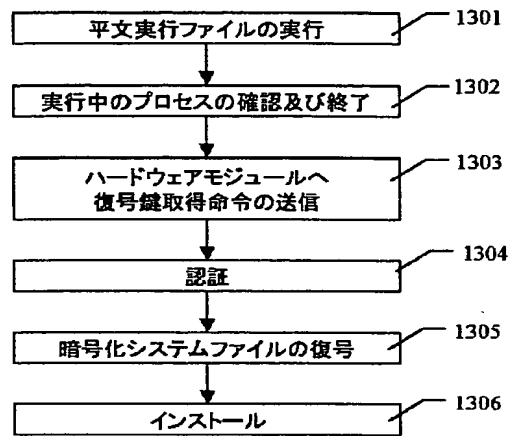 平文実行ファイルの実行
1301
実行中のプロセスの確認及び終了
1302
ハードウェアモジュールへ
復号鍵取得命令の送信
1303
認証
1304
暗号化システムファイルの復号
1305
インストール
1306